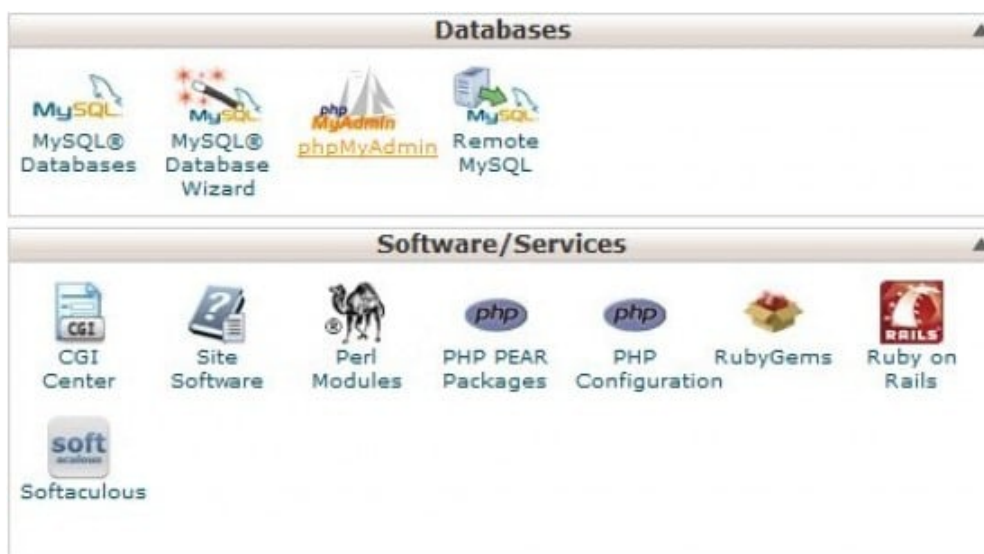 Databases
MySQL MySQL php MyAdmin MySQL
MySQL® Databases
MySQL® Database Wizard
phpMyAdmin
Remote MySQL
Software/Services
CGI
CGI Center
Site Software
®
Perl Modules
php
PHP PEAR Packages
php
PHP Configuration
RubyGems
RAILS
Ruby on Rails
soft
aculous
Softaculous